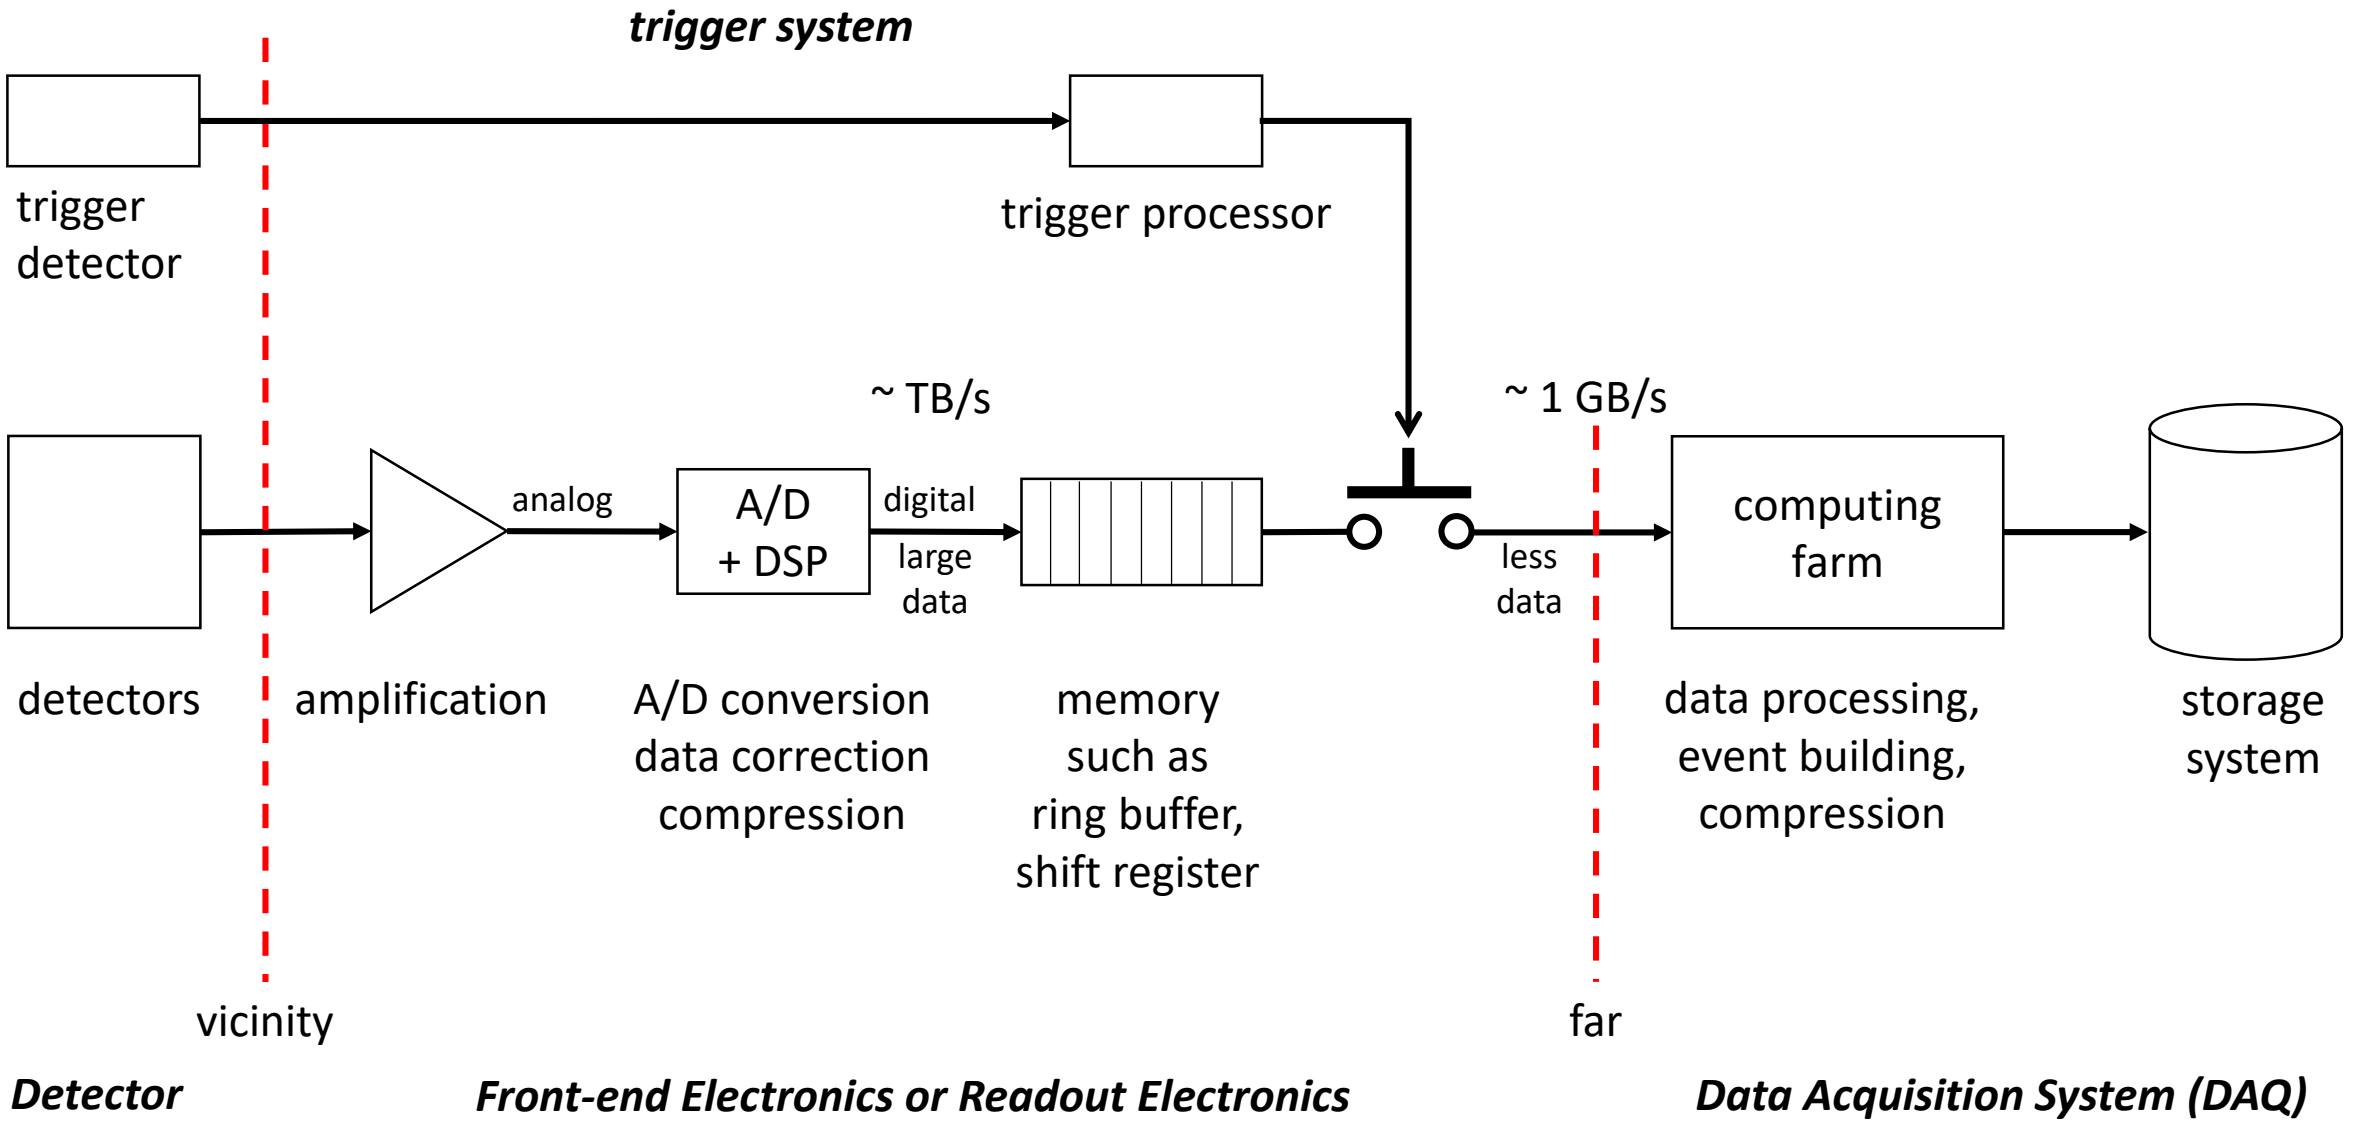 trigger system
trigger
detector
trigger processor
~ TB/s
~ 1 GB/s
analog
A/D
+ DSP
digital
large
data
less
data
computing
farm
detectors
amplification
A/D conversion
data correction
compression
memory
such as
ring buffer,
shift register
data processing,
event building,
compression
storage
system
vicinity
far
Detector
Front-end Electronics or Readout Electronics
Data Acquisition System (DAQ)